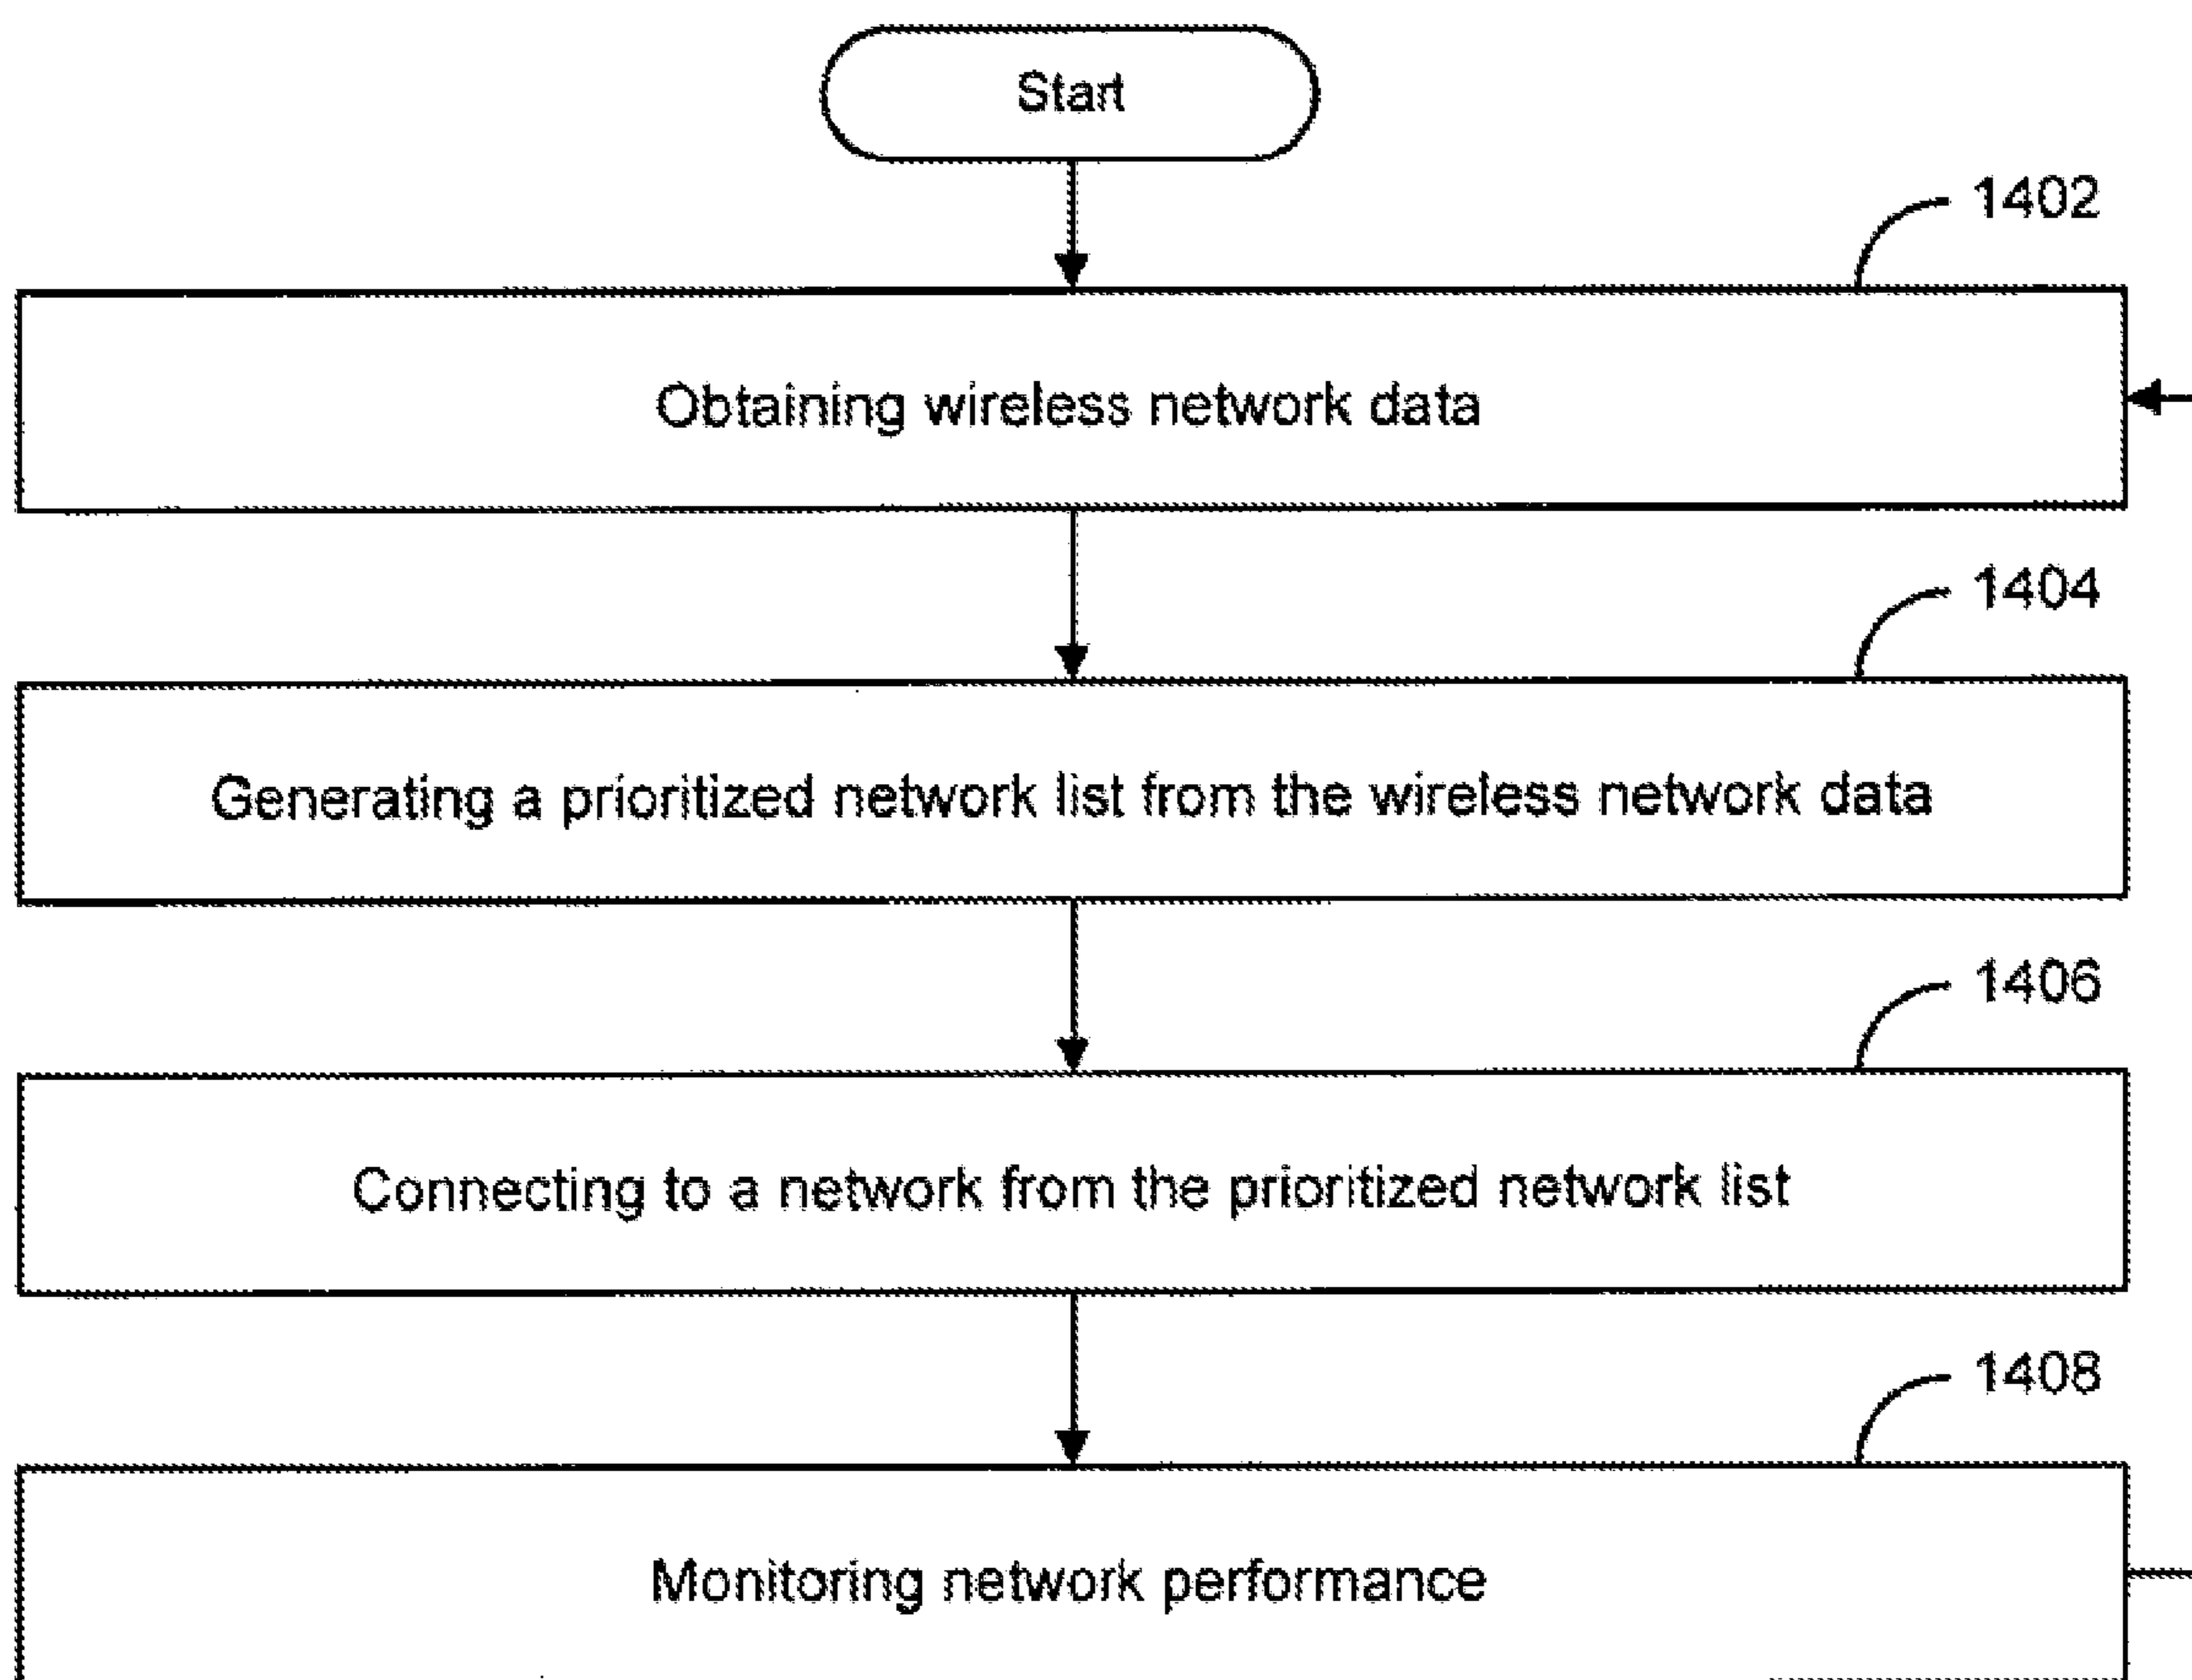 Start
1402
Obtaining wireless network data
1404
Generating a prioritized network list from the wireless network data
1406
Connecting to a network from the prioritized network list
1408
Monitoring network performance